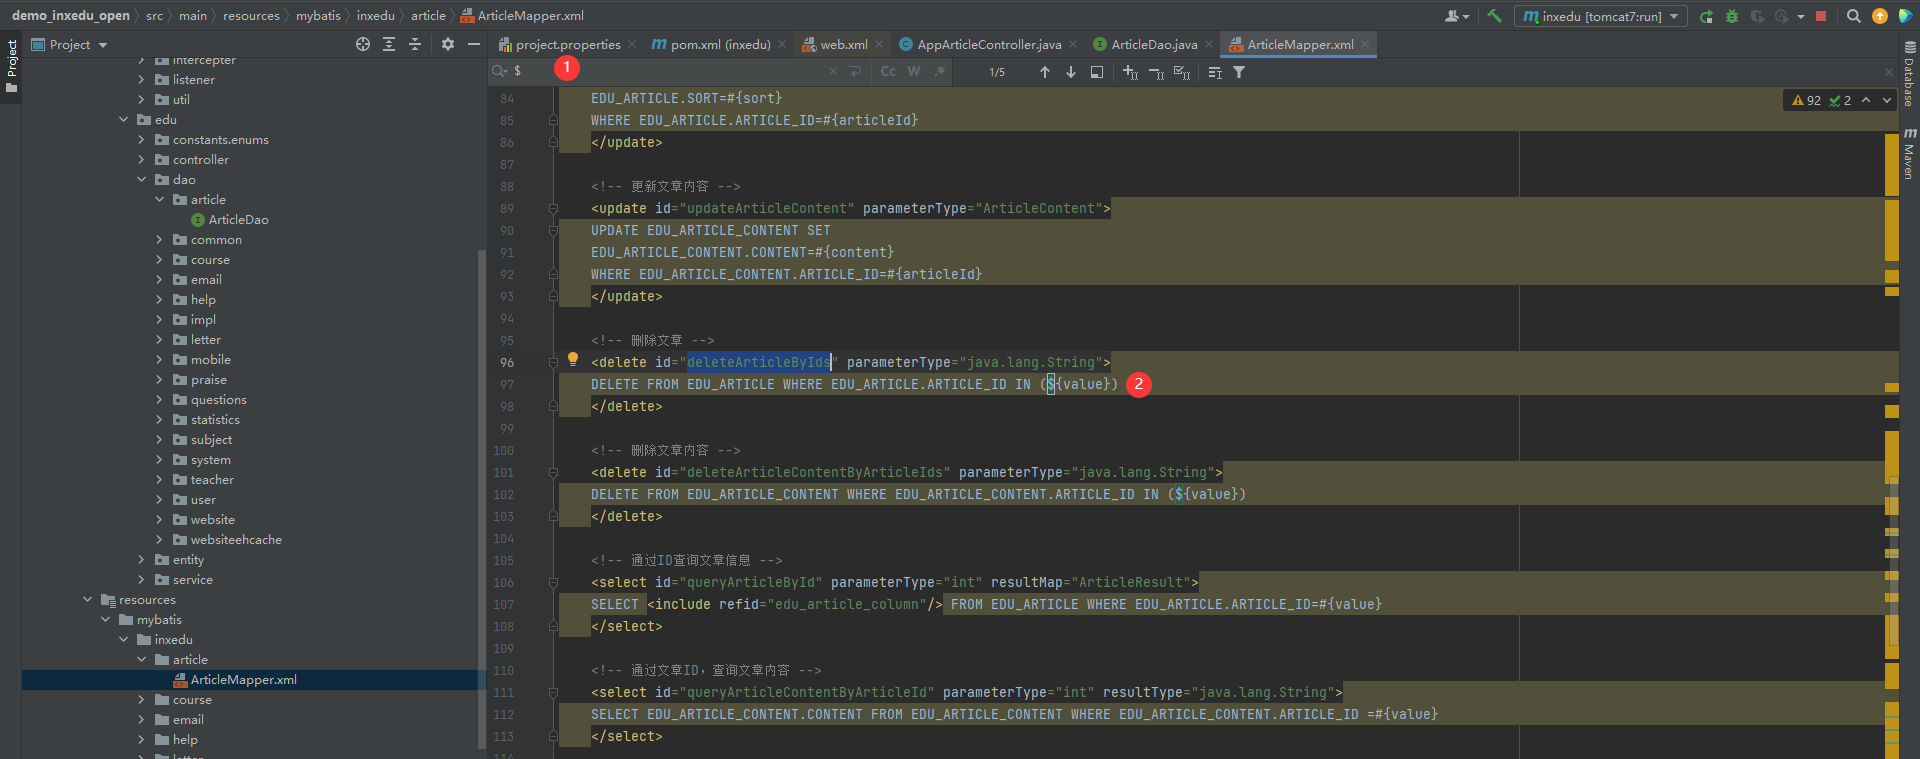 demo_inxedu_open 〉 src 〉 main 〉 resources 〉 mybatis 〉 inxedu 〉 article 〉 ArticleMapper.xml
inxedu [tomcat7:run]
Project
project.properties
pom.xml (inxedu)
web.xml
AppArticleController.java
ArticleDao.java
ArticleMapper.xml
$
1
Cc W .*
1/5
92 2
Project
Database
Maven
intercepter
listener
util
edu
constants.enums
controller
dao
article
ArticleDao
common
course
email
help
impl
letter
mobile
praise
questions
statistics
subject
system
teacher
user
website
websiteehcache
entity
service
resources
mybatis
inxedu
article
ArticleMapper.xml
course
email
help
84 EDU_ARTICLE.SORT=#{sort}
85 WHERE EDU_ARTICLE.ARTICLE_ID=#{articleId}
86 </update>
87
88 <!-- 更新文章内容 -->
89 <update id="updateArticleContent" parameterType="ArticleContent">
90 UPDATE EDU_ARTICLE_CONTENT SET
91 EDU_ARTICLE_CONTENT.CONTENT=#{content}
92 WHERE EDU_ARTICLE_CONTENT.ARTICLE_ID=#{articleId}
93 </update>
94
95 <!-- 删除文章 -->
96 <delete id="deleteArticleByIds" parameterType="java.lang.String">
97 DELETE FROM EDU_ARTICLE WHERE EDU_ARTICLE.ARTICLE_ID IN (${value}) 2
98 </delete>
99
100 <!-- 删除文章内容 -->
101 <delete id="deleteArticleContentByArticleIds" parameterType="java.lang.String">
102 DELETE FROM EDU_ARTICLE_CONTENT WHERE EDU_ARTICLE_CONTENT.ARTICLE_ID IN (${value})
103 </delete>
104
105 <!-- 通过ID查询文章信息 -->
106 <select id="queryArticleById" parameterType="int" resultMap="ArticleResult">
107 SELECT <include refid="edu_article_column"/> FROM EDU_ARTICLE WHERE EDU_ARTICLE.ARTICLE_ID=#{value}
108 </select>
109
110 <!-- 通过文章ID，查询文章内容 -->
111 <select id="queryArticleContentByArticleId" parameterType="int" resultType="java.lang.String">
112 SELECT EDU_ARTICLE_CONTENT.CONTENT FROM EDU_ARTICLE_CONTENT WHERE EDU_ARTICLE_CONTENT.ARTICLE_ID =#{value}
113 </select>